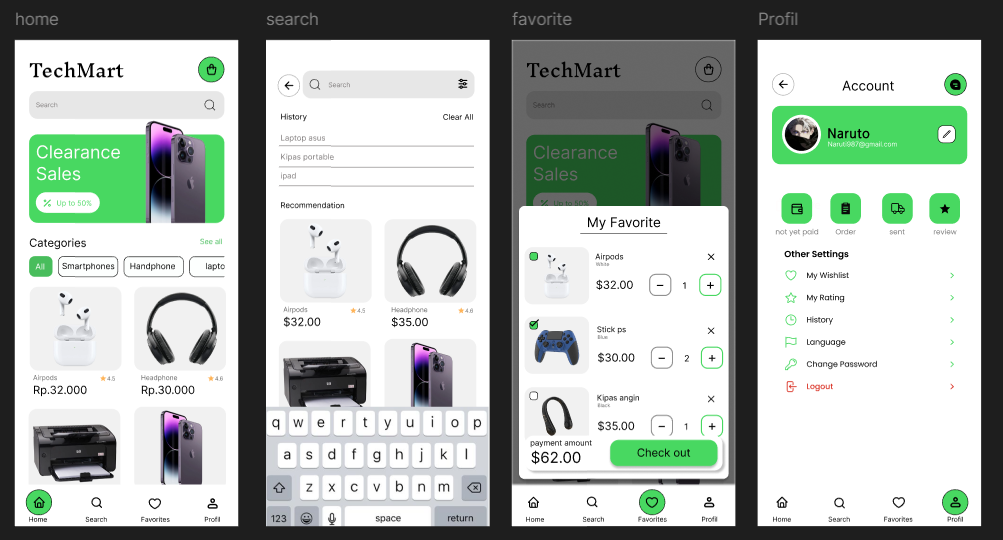 home
TechMart
Search
Clearance
Sales
Up to 50%
Categories
See all
All
Smartphones
Handphone
lapto
Airpods
4.5
Rp.32.000
Headphone
4.6
Rp.30.000
Home
Search
Favorites
Profil
search
Search
History
Clear All
Laptop asus
Kipas portable
ipad
Recommendation
Airpods
4.5
$32.00
Headphone
4.6
$35.00
q w e r t y u i o p
a s d f g h j k l
z x c v b n m
123
space
return
favorite
TechMart
Search
Clearance
Sales
Up to 50%
My Favorite
Airpods
White
$32.00
1
Stick ps
Blue
$30.00
2
Kipas angin
Black
$35.00
1
payment amount
$62.00
Check out
Home
Search
Favorites
Profil
Profil
Account
Naruto
Naruti987@gmail.com
not yet paid
Order
sent
review
Other Settings
My Wishlist
My Rating
History
Language
Change Password
Logout
Home
Search
Favorites
Profil